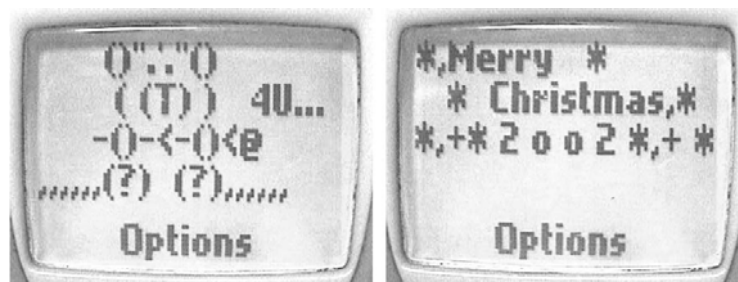 ()".'."()
( (T) )  4U...
-()-<-()<@
,,,,,,(?) (?),,,,,,
Options
*,Merry  *
* Christmas,*
*,+* 2 o o 2 *,+ *
Options